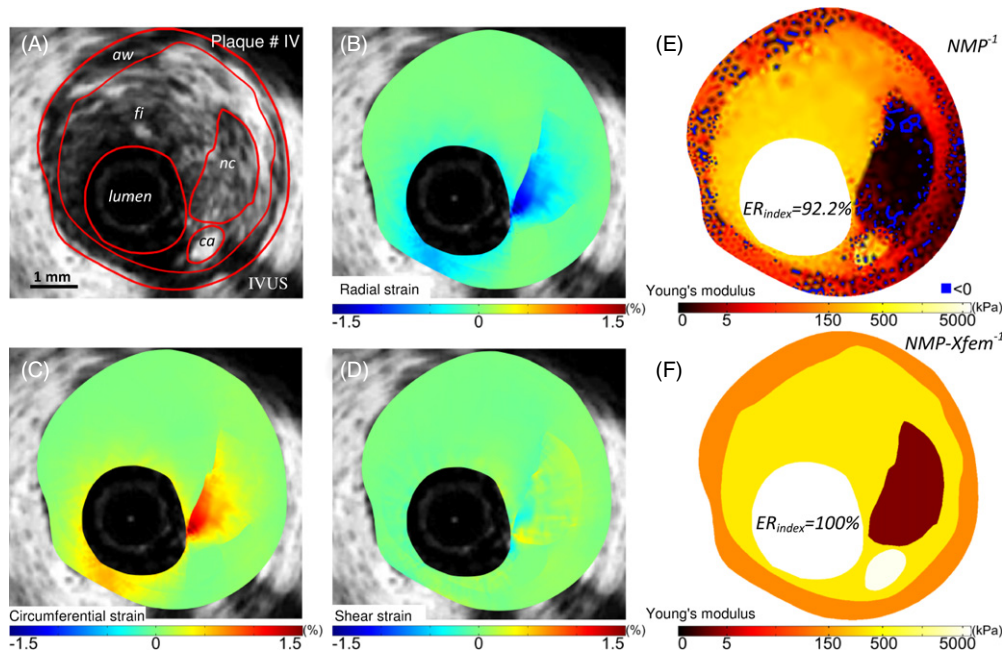 (A)
Plaque # IV
aw
fi
nc
lumen
ca
1 mm
IVUS
(B)
Radial strain
(%)
-1.5 0 1.5
(E)
NMP⁻¹
ERindex=92.2%
Young's modulus
<0
(kPa)
0 5 150 500 5000
(C)
Circumferential strain
(%)
-1.5 0 1.5
(D)
Shear strain
(%)
-1.5 0 1.5
NMP-Xfem⁻¹
(F)
ERindex=100%
Young's modulus
(kPa)
0 5 150 500 5000